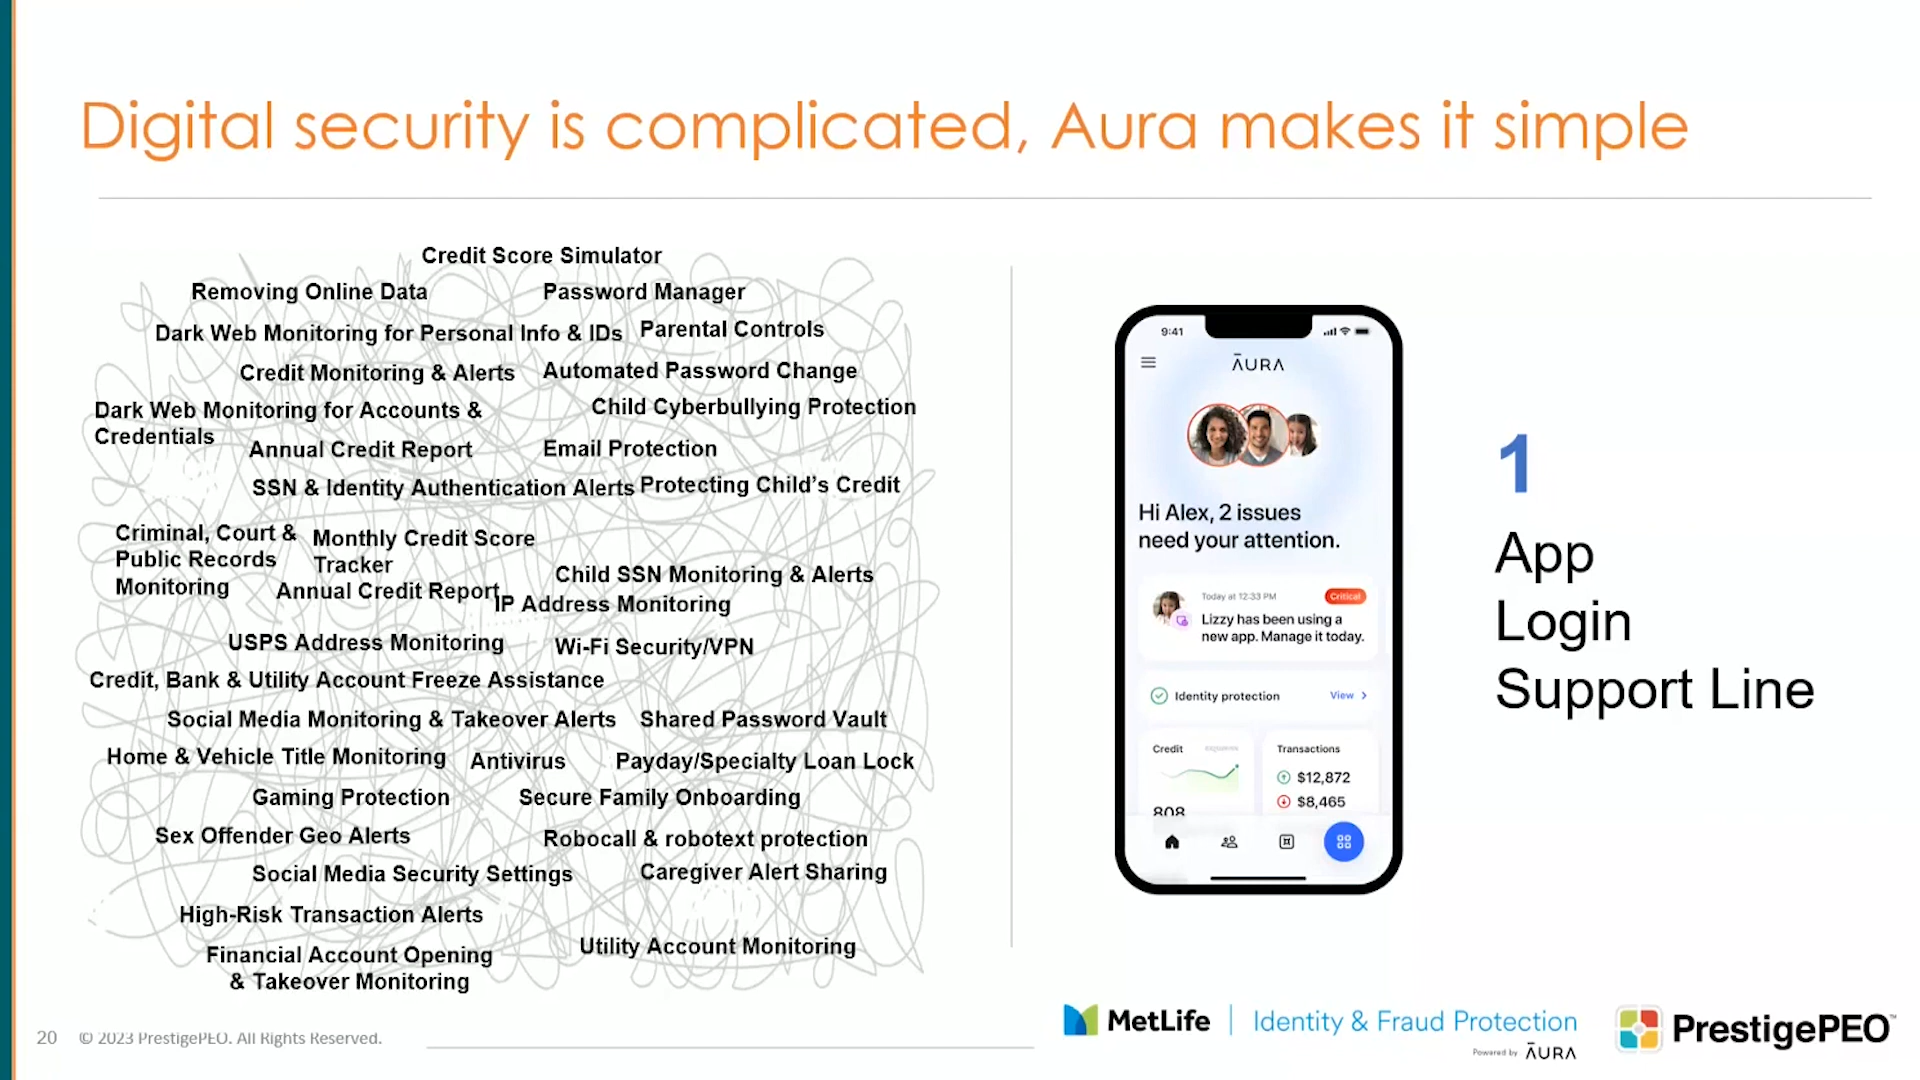 Digital security is complicated, Aura makes it simple
Credit Score Simulator
Removing Online Data
Password Manager
Dark Web Monitoring for Personal Info & IDs
Parental Controls
Credit Monitoring & Alerts
Automated Password Change
Dark Web Monitoring for Accounts &
Credentials
Child Cyberbullying Protection
Annual Credit Report
Email Protection
SSN & Identity Authentication Alerts
Protecting Child's Credit
Criminal, Court &
Public Records
Monitoring
Monthly Credit Score
Tracker
Annual Credit Report
Child SSN Monitoring & Alerts
IP Address Monitoring
USPS Address Monitoring
Wi-Fi Security/VPN
Credit, Bank & Utility Account Freeze Assistance
Social Media Monitoring & Takeover Alerts
Shared Password Vault
Home & Vehicle Title Monitoring
Antivirus
Payday/Specialty Loan Lock
Gaming Protection
Secure Family Onboarding
Sex Offender Geo Alerts
Robocall & robotext protection
Social Media Security Settings
Caregiver Alert Sharing
High-Risk Transaction Alerts
Financial Account Opening
& Takeover Monitoring
Utility Account Monitoring
9:41
ĀURA
Hi Alex, 2 issues
need your attention.
Today at 12:33 PM
Critical
Lizzy has been using a
new app. Manage it today.
Identity protection
View
Credit
Transactions
$12,872
$8,465
808
1
App
Login
Support Line
20
© 2023 PrestigePEO. All Rights Reserved.
MetLife
Identity & Fraud Protection
Powered by ĀURA
PrestigePEO™